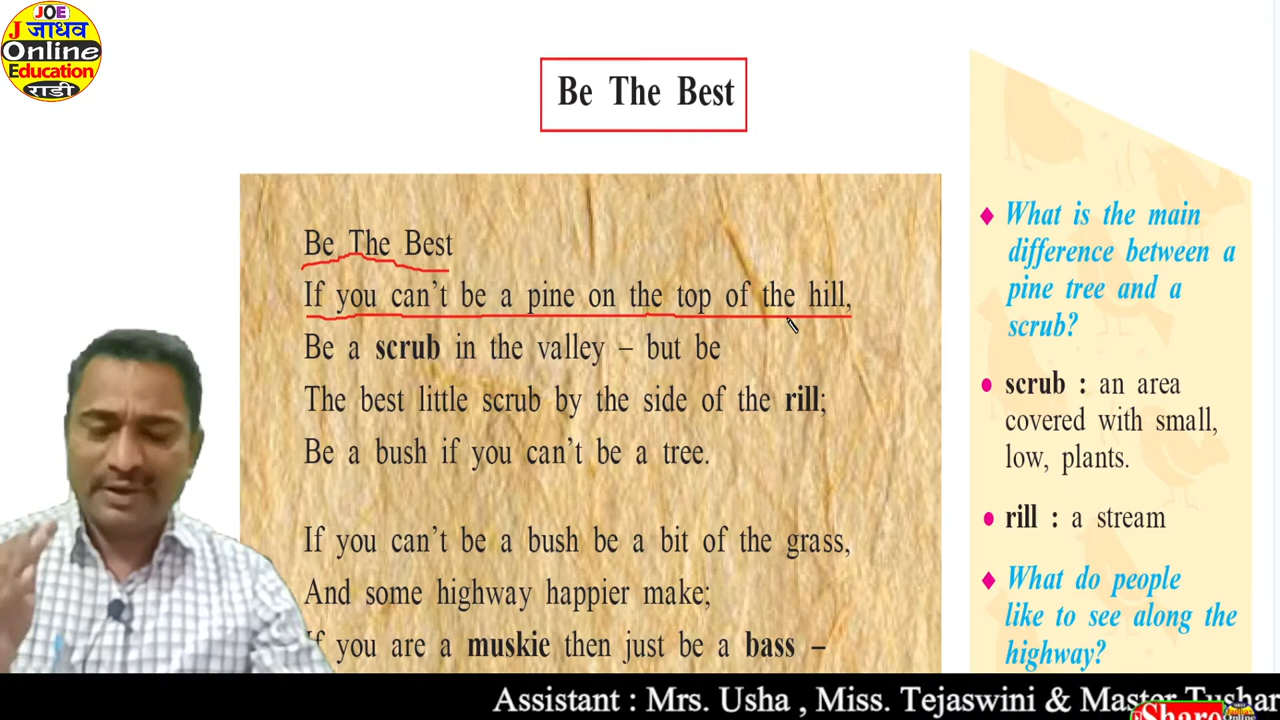 JOE
J जाधव
Online
Education
राडी
Be The Best
Be The Best
If you can't be a pine on the top of the hill,
Be a scrub in the valley – but be
The best little scrub by the side of the rill;
Be a bush if you can't be a tree.
If you can't be a bush be a bit of the grass,
And some highway happier make;
If you are a muskie then just be a bass –
What is the main
difference between a
pine tree and a
scrub?
scrub : an area
covered with small,
low, plants.
rill : a stream
What do people
like to see along the
highway?
Assistant : Mrs. Usha , Miss. Tejaswini & Master Tushar
Share